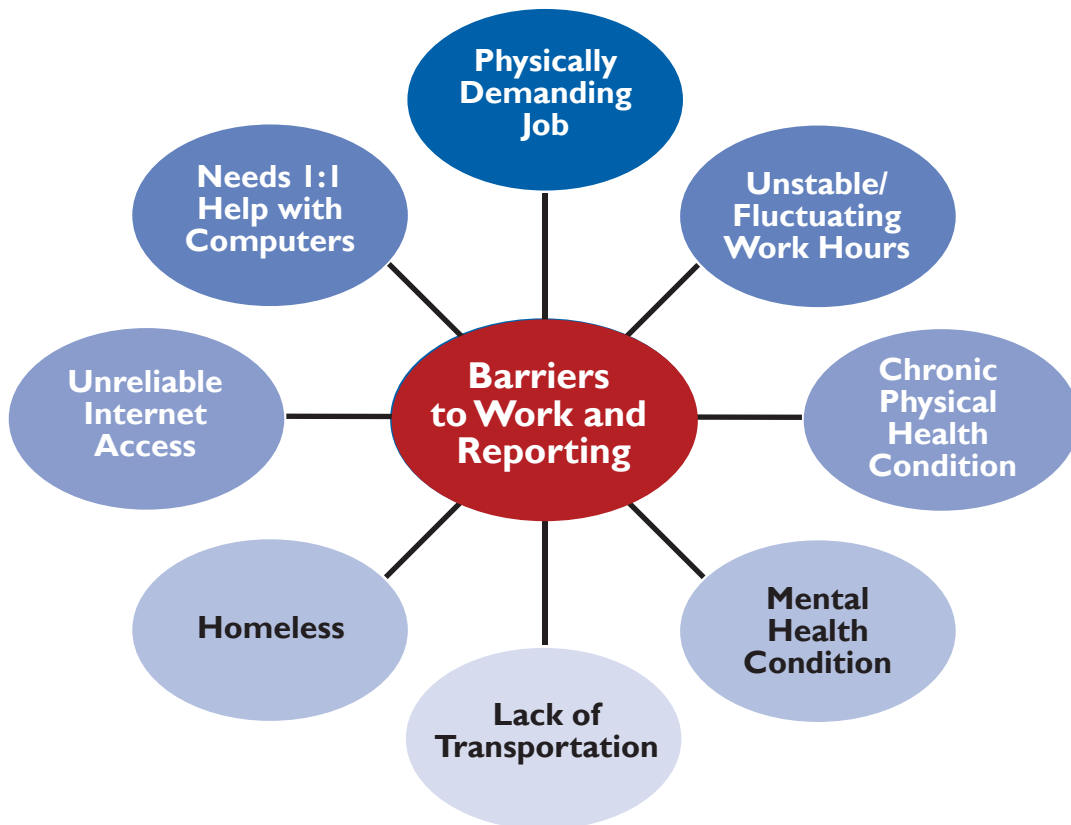 Physically
Demanding
Job
Needs 1:1
Help with
Computers
Unstable/
Fluctuating
Work Hours
Unreliable
Internet
Access
Barriers
to Work and
Reporting
Chronic
Physical
Health
Condition
Homeless
Mental
Health
Condition
Lack of
Transportation